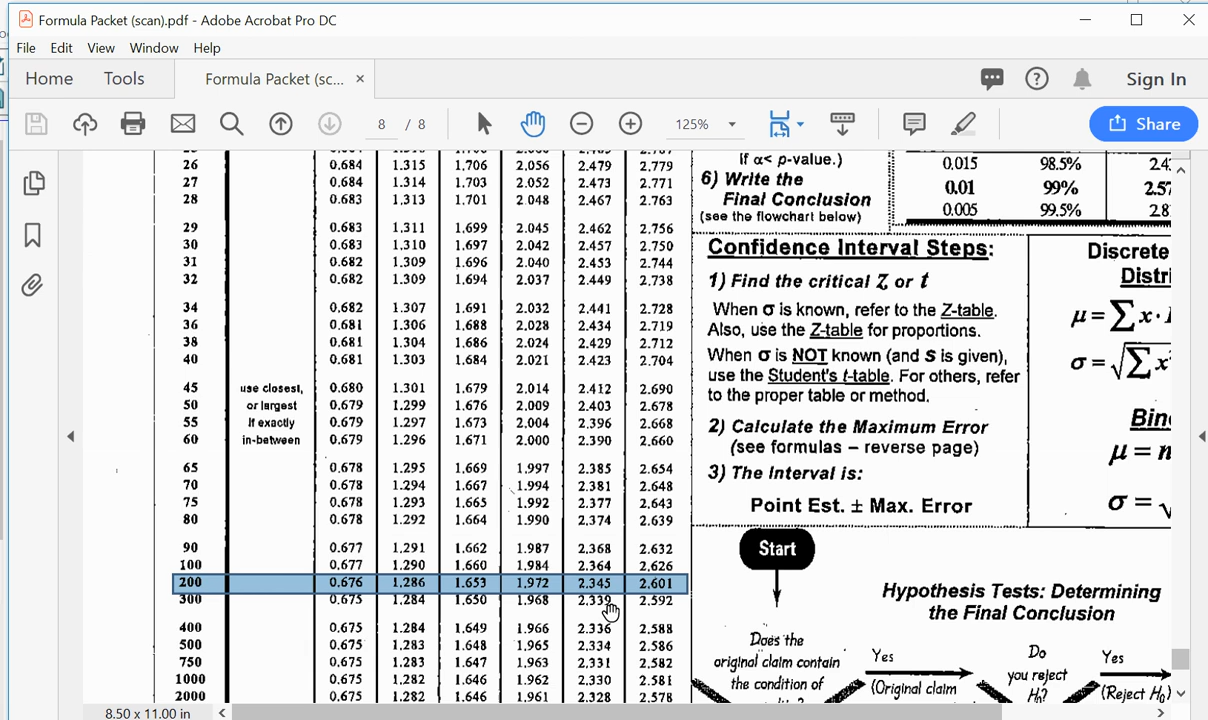 Formula Packet (scan).pdf - Adobe Acrobat Pro DC
File Edit View Window Help
Home Tools Formula Packet (sc... × Sign In
8 / 8 125% Share
26 0.684 1.315 1.706 2.056 2.479 2.779
27 0.684 1.314 1.703 2.052 2.473 2.771
28 0.683 1.313 1.701 2.048 2.467 2.763
29 0.683 1.311 1.699 2.045 2.462 2.756
30 0.683 1.310 1.697 2.042 2.457 2.750
31 0.682 1.309 1.696 2.040 2.453 2.744
32 0.682 1.309 1.694 2.037 2.449 2.738
34 0.682 1.307 1.691 2.032 2.441 2.728
36 0.681 1.306 1.688 2.028 2.434 2.719
38 0.681 1.304 1.686 2.024 2.429 2.712
40 0.681 1.303 1.684 2.021 2.423 2.704
45 use closest, 0.680 1.301 1.679 2.014 2.412 2.690
50 or largest 0.679 1.299 1.676 2.009 2.403 2.678
55 if exactly 0.679 1.297 1.673 2.004 2.396 2.668
60 in-between 0.679 1.296 1.671 2.000 2.390 2.660
65 0.678 1.295 1.669 1.997 2.385 2.654
70 0.678 1.294 1.667 1.994 2.381 2.648
75 0.678 1.293 1.665 1.992 2.377 2.643
80 0.678 1.292 1.664 1.990 2.374 2.639
90 0.677 1.291 1.662 1.987 2.368 2.632
100 0.677 1.290 1.660 1.984 2.364 2.626
200 0.676 1.286 1.653 1.972 2.345 2.601
300 0.675 1.284 1.650 1.968 2.339 2.592
400 0.675 1.284 1.649 1.966 2.336 2.588
500 0.675 1.283 1.648 1.965 2.334 2.586
750 0.675 1.283 1.647 1.963 2.331 2.582
1000 0.675 1.282 1.646 1.962 2.330 2.581
2000 0.675 1.282 1.646 1.961 2.328 2.578
If α< p-value.)
6) Write the
Final Conclusion
(see the flowchart below)
0.015 98.5%
0.01 99%
0.005 99.5%
Confidence Interval Steps:
1) Find the critical Z or t
When σ is known, refer to the Z-table.
Also, use the Z-table for proportions.
When σ is NOT known (and s is given),
use the Student's t-table. For others, refer
to the proper table or method.
2) Calculate the Maximum Error
(see formulas – reverse page)
3) The Interval is:
Point Est. ± Max. Error
Discrete
μ = ∑ x ·
σ = √∑ x²
μ = n
σ = √
Start
Hypothesis Tests: Determining
the Final Conclusion
Does the
original claim contain
the condition of
Yes
(Original claim
Do
you reject
H₀?
Yes
(Reject H₀)
8.50 x 11.00 in